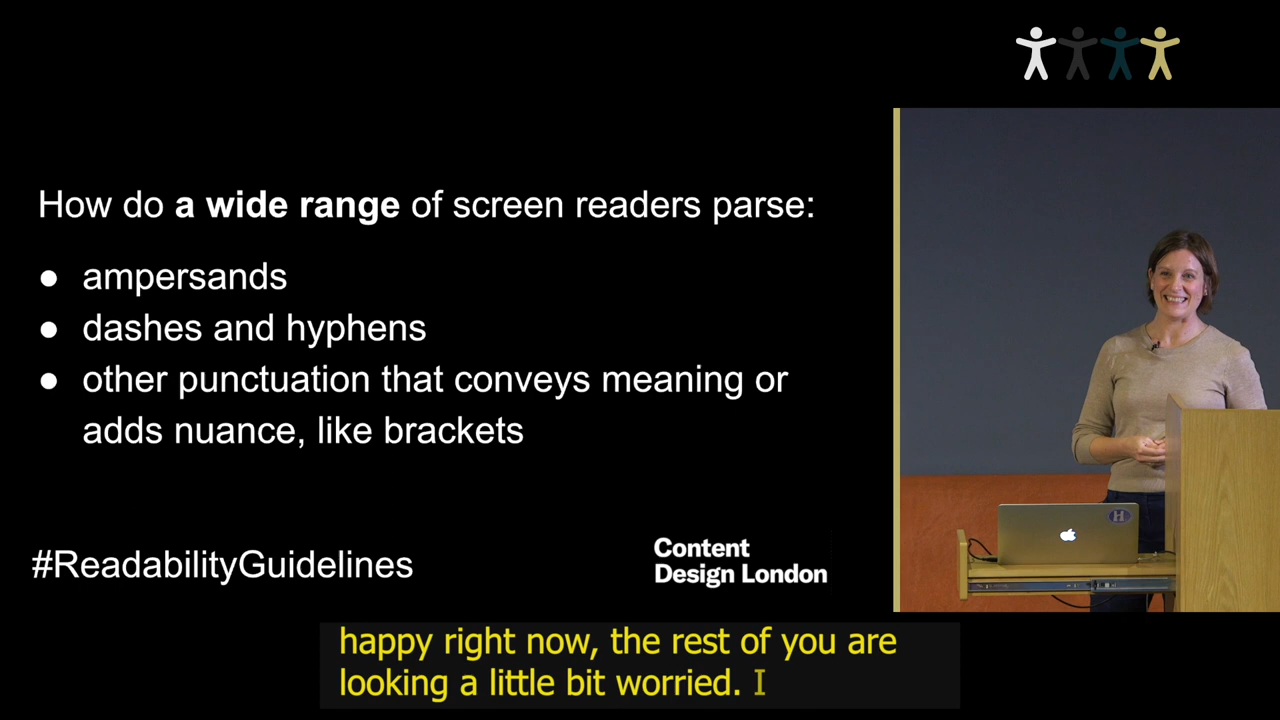 How do a wide range of screen readers parse:
● ampersands
● dashes and hyphens
● other punctuation that conveys meaning or
adds nuance, like brackets
#ReadabilityGuidelines
Content
Design London
H
happy right now, the rest of you are
looking a little bit worried. I